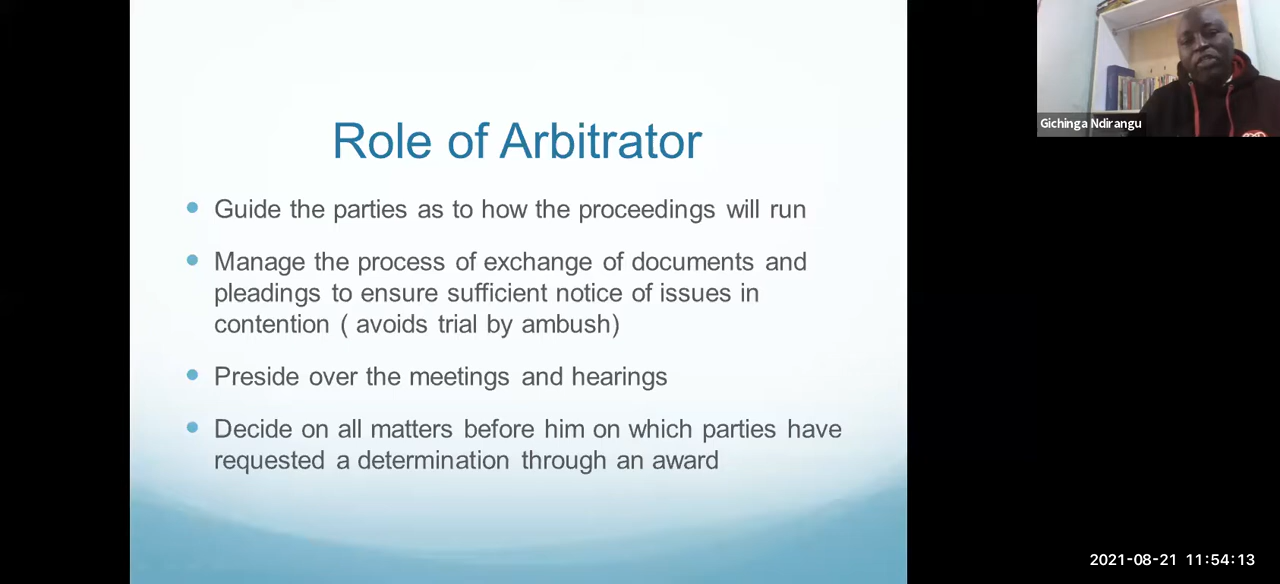 Role of Arbitrator
Guide the parties as to how the proceedings will run
Manage the process of exchange of documents and
pleadings to ensure sufficient notice of issues in
contention ( avoids trial by ambush)
Preside over the meetings and hearings
Decide on all matters before him on which parties have
requested a determination through an award
Gichinga Ndirangu
2021-08-21 11:54:13